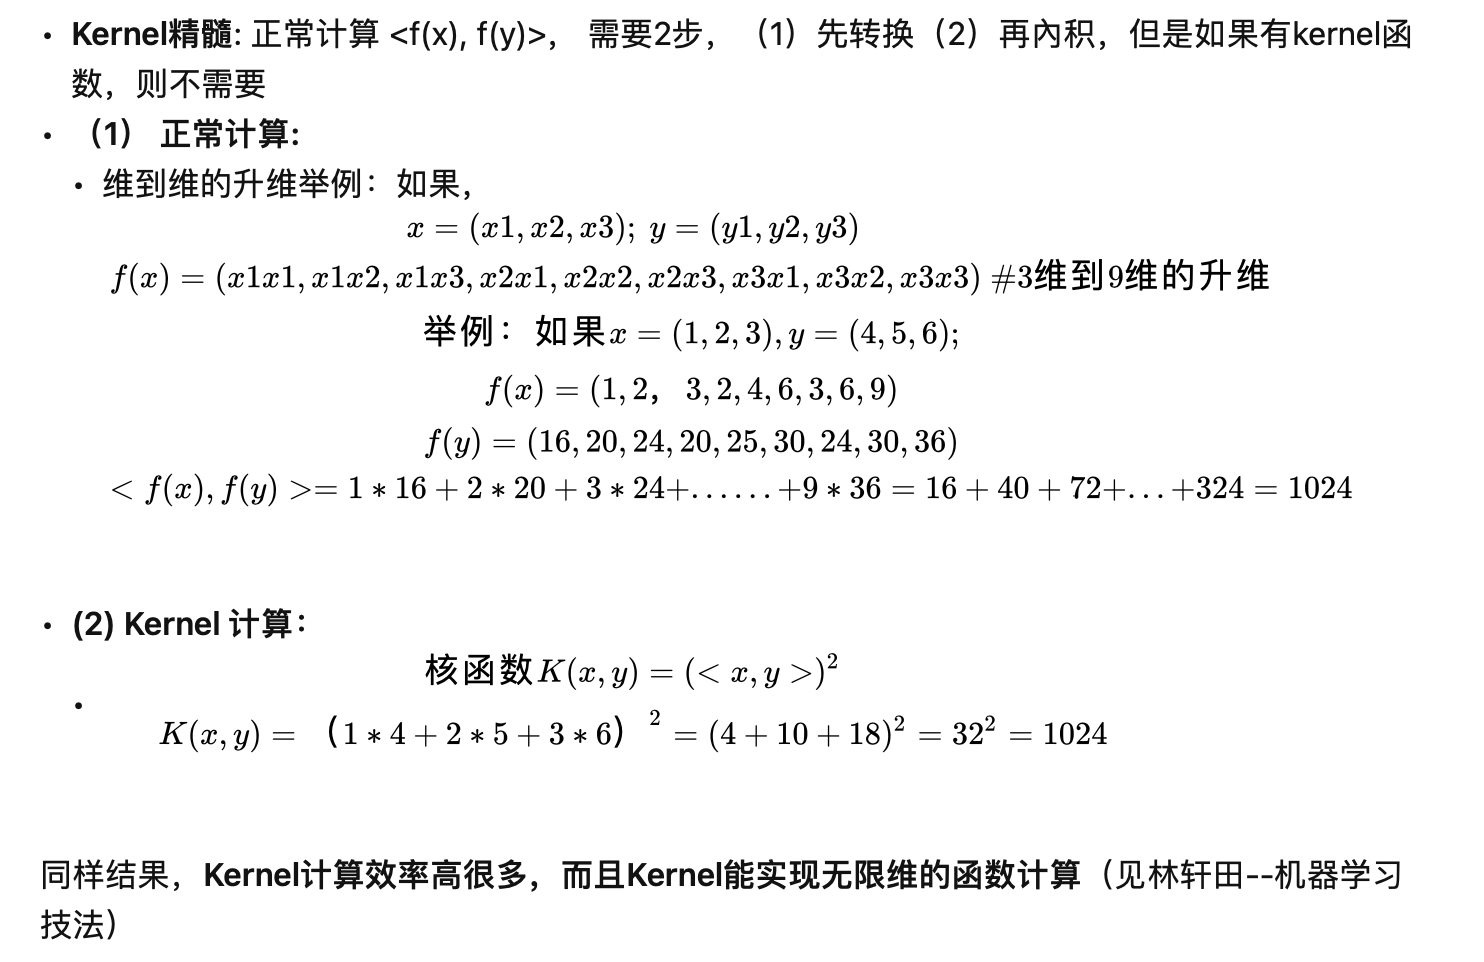 • Kernel精髓: 正常计算 <f(x), f(y)>， 需要2步，（1）先转换（2）再内积，但是如果有kernel函
数，则不需要
• （1） 正常计算:
• 维到维的升维举例：如果，
x = (x1, x2, x3); y = (y1, y2, y3)
f(x) = (x1x1, x1x2, x1x3, x2x1, x2x2, x2x3, x3x1, x3x2, x3x3) #3维到9维的升维
举例：如果x = (1, 2, 3), y = (4, 5, 6);
f(x) = (1, 2， 3, 2, 4, 6, 3, 6, 9)
f(y) = (16, 20, 24, 20, 25, 30, 24, 30, 36)
< f(x), f(y) >= 1 * 16 + 2 * 20 + 3 * 24+......+9 * 36 = 16 + 40 + 72+...+324 = 1024
• (2) Kernel 计算：
核函数K(x, y) = (< x, y >)²
•
K(x, y) = （1 * 4 + 2 * 5 + 3 * 6）² = (4 + 10 + 18)² = 32² = 1024
同样结果，Kernel计算效率高很多，而且Kernel能实现无限维的函数计算（见林轩田--机器学习
技法）